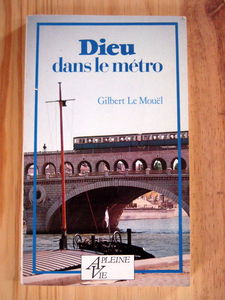 Dieu
dans le métro
Gilbert Le Mouël
A PLEINE
VIE